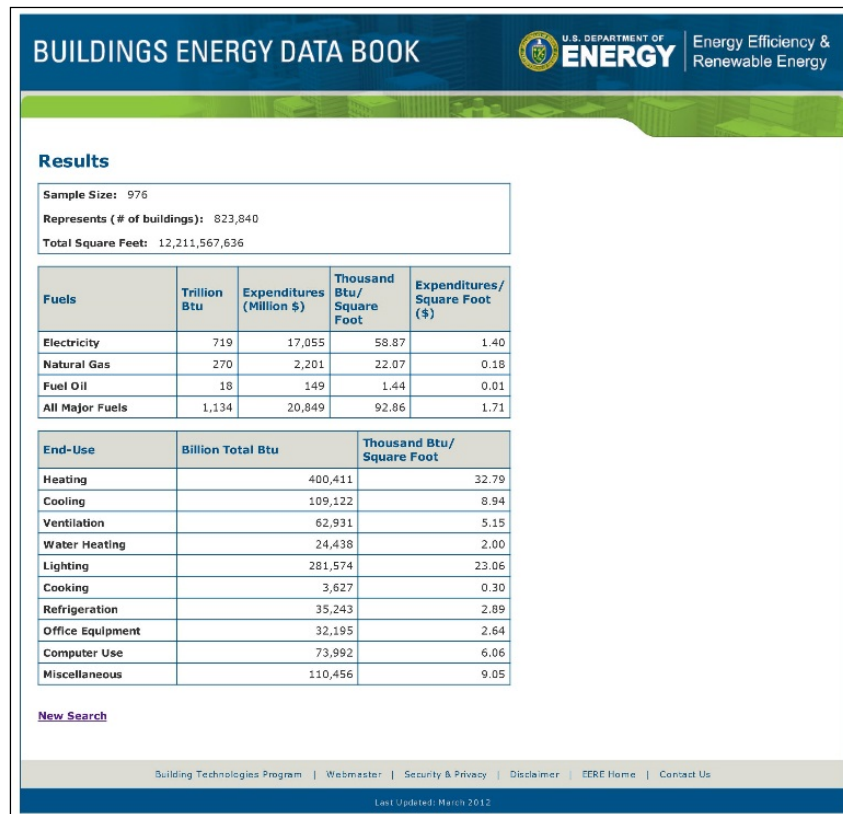 BUILDINGS ENERGY DATA BOOK
U.S. DEPARTMENT OF
ENERGY
Energy Efficiency &
Renewable Energy
Results
Sample Size: 976
Represents (# of buildings): 823,840
Total Square Feet: 12,211,567,636
Fuels Trillion Btu Expenditures (Million $) Thousand Btu/ Square Foot Expenditures/ Square Foot ($)
Electricity 719 17,055 58.87 1.40
Natural Gas 270 2,201 22.07 0.18
Fuel Oil 18 149 1.44 0.01
All Major Fuels 1,134 20,849 92.86 1.71
End-Use Billion Total Btu Thousand Btu/ Square Foot
Heating 400,411 32.79
Cooling 109,122 8.94
Ventilation 62,931 5.15
Water Heating 24,438 2.00
Lighting 281,574 23.06
Cooking 3,627 0.30
Refrigeration 35,243 2.89
Office Equipment 32,195 2.64
Computer Use 73,992 6.06
Miscellaneous 110,456 9.05
New Search
Building Technologies Program | Webmaster | Security & Privacy | Disclaimer | EERE Home | Contact Us
Last Updated: March 2012